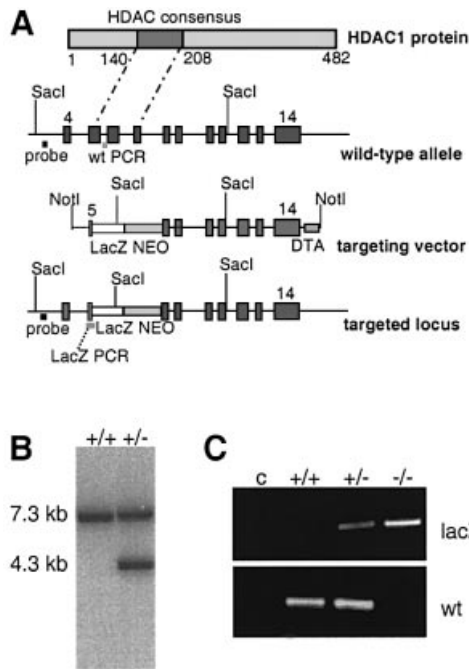 A
HDAC consensus
HDAC1 protein
1 140 208 482
SacI SacI
4 14
probe wt PCR wild-type allele
NotI SacI SacI NotI
5 14
LacZ NEO DTA targeting vector
SacI SacI SacI
14
probe LacZ NEO targeted locus
LacZ PCR
B
+/+ +/-
7.3 kb
4.3 kb
C
c +/+ +/- -/-
lac
wt